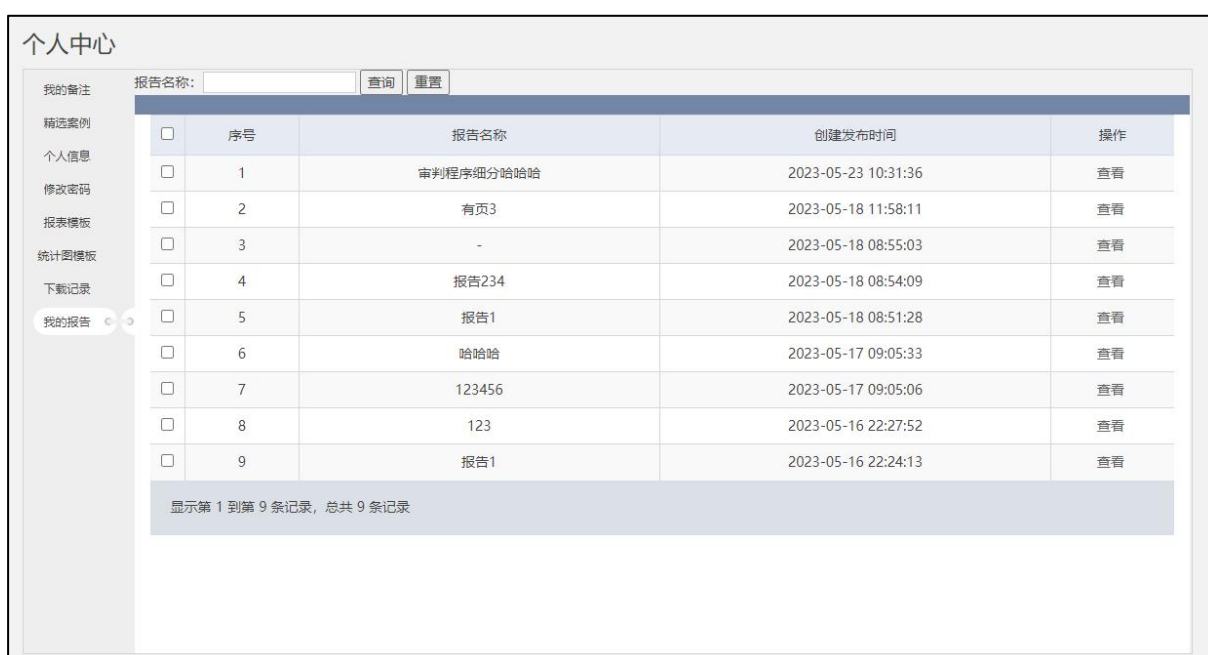 个人中心
我的备注
精选案例
个人信息
修改密码
报表模板
统计图模板
下载记录
我的报告
报告名称： 查询 重置
序号 报告名称 创建发布时间 操作
1 审判程序细分哈哈哈 2023-05-23 10:31:36 查看
2 有页3 2023-05-18 11:58:11 查看
3 - 2023-05-18 08:55:03 查看
4 报告234 2023-05-18 08:54:09 查看
5 报告1 2023-05-18 08:51:28 查看
6 哈哈哈 2023-05-17 09:05:33 查看
7 123456 2023-05-17 09:05:06 查看
8 123 2023-05-16 22:27:52 查看
9 报告1 2023-05-16 22:24:13 查看
显示第 1 到第 9 条记录，总共 9 条记录